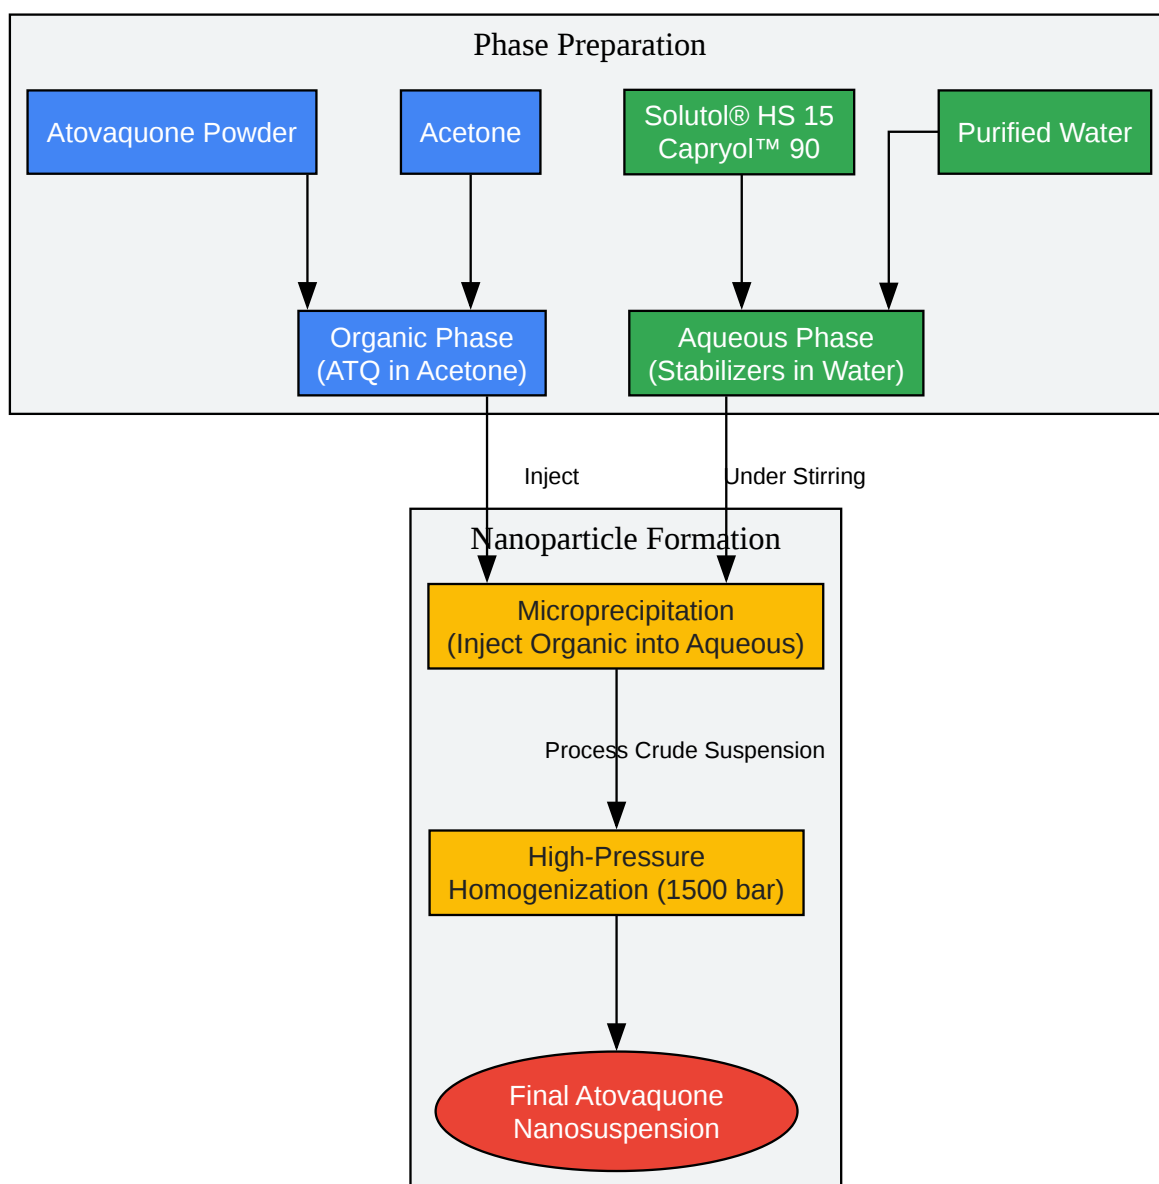 Phase Preparation
Atovaquone Powder
Acetone
Solutol® HS 15
Capryol™ 90
Purified Water
Organic Phase
(ATQ in Acetone)
Aqueous Phase
(Stabilizers in Water)
Inject
Under Stirring
Nanoparticle Formation
Microprecipitation
(Inject Organic into Aqueous)
Process Crude Suspension
High-Pressure
Homogenization (1500 bar)
Final Atovaquone
Nanosuspension